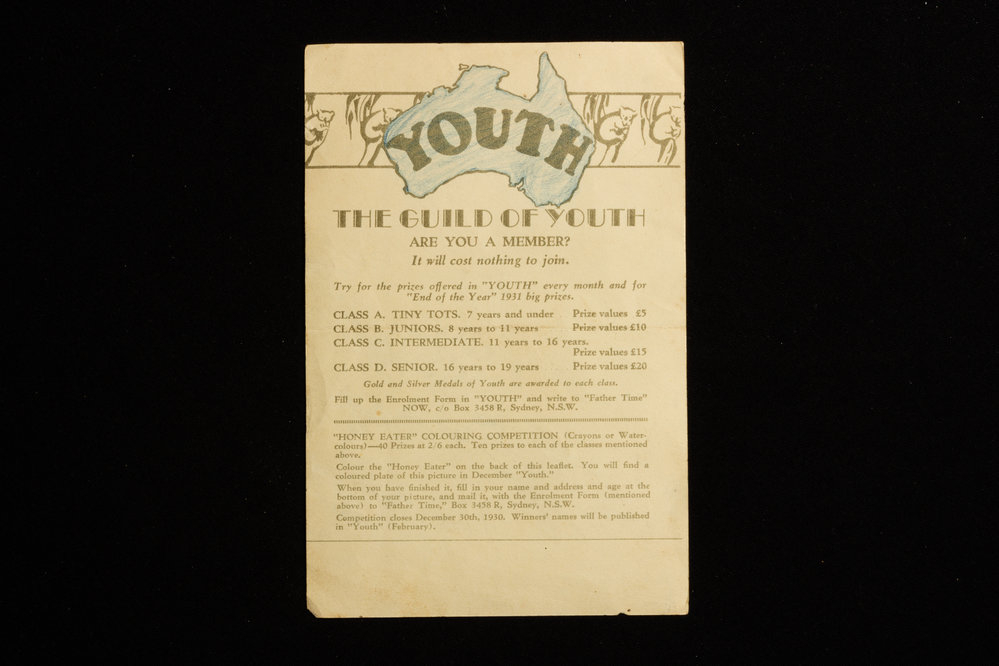 YOUTH
THE GUILD OF YOUTH
ARE YOU A MEMBER?
It will cost nothing to join.
Try for the prizes offered in "YOUTH" every month and for
"End of the Year" 1931 big prizes.
CLASS A. TINY TOTS. 7 years and under .. Prize values £5
CLASS B. JUNIORS. 8 years to 11 years ...... Prize values £10
CLASS C. INTERMEDIATE. 11 years to 16 years.
Prize values £15
CLASS D. SENIOR. 16 years to 19 years ...... Prize values £20
Gold and Silver Medals of Youth are awarded to each class.
Fill up the Enrolment Form in "YOUTH" and write to "Father Time"
NOW, c/o Box 3458 R, Sydney, N.S.W.
"HONEY EATER" COLOURING COMPETITION (Crayons or Water-
colours)—40 Prizes at 2/6 each. Ten prizes to each of the classes mentioned
above.
Colour the "Honey Eater" on the back of this leaflet. You will find a
coloured plate of this picture in December "Youth."
When you have finished it, fill in your name and address and age at the
bottom of your picture, and mail it, with the Enrolment Form (mentioned
above) to "Father Time," Box 3458 R, Sydney, N.S.W.
Competition closes December 30th, 1930. Winners' names will be published
in "Youth" (February).